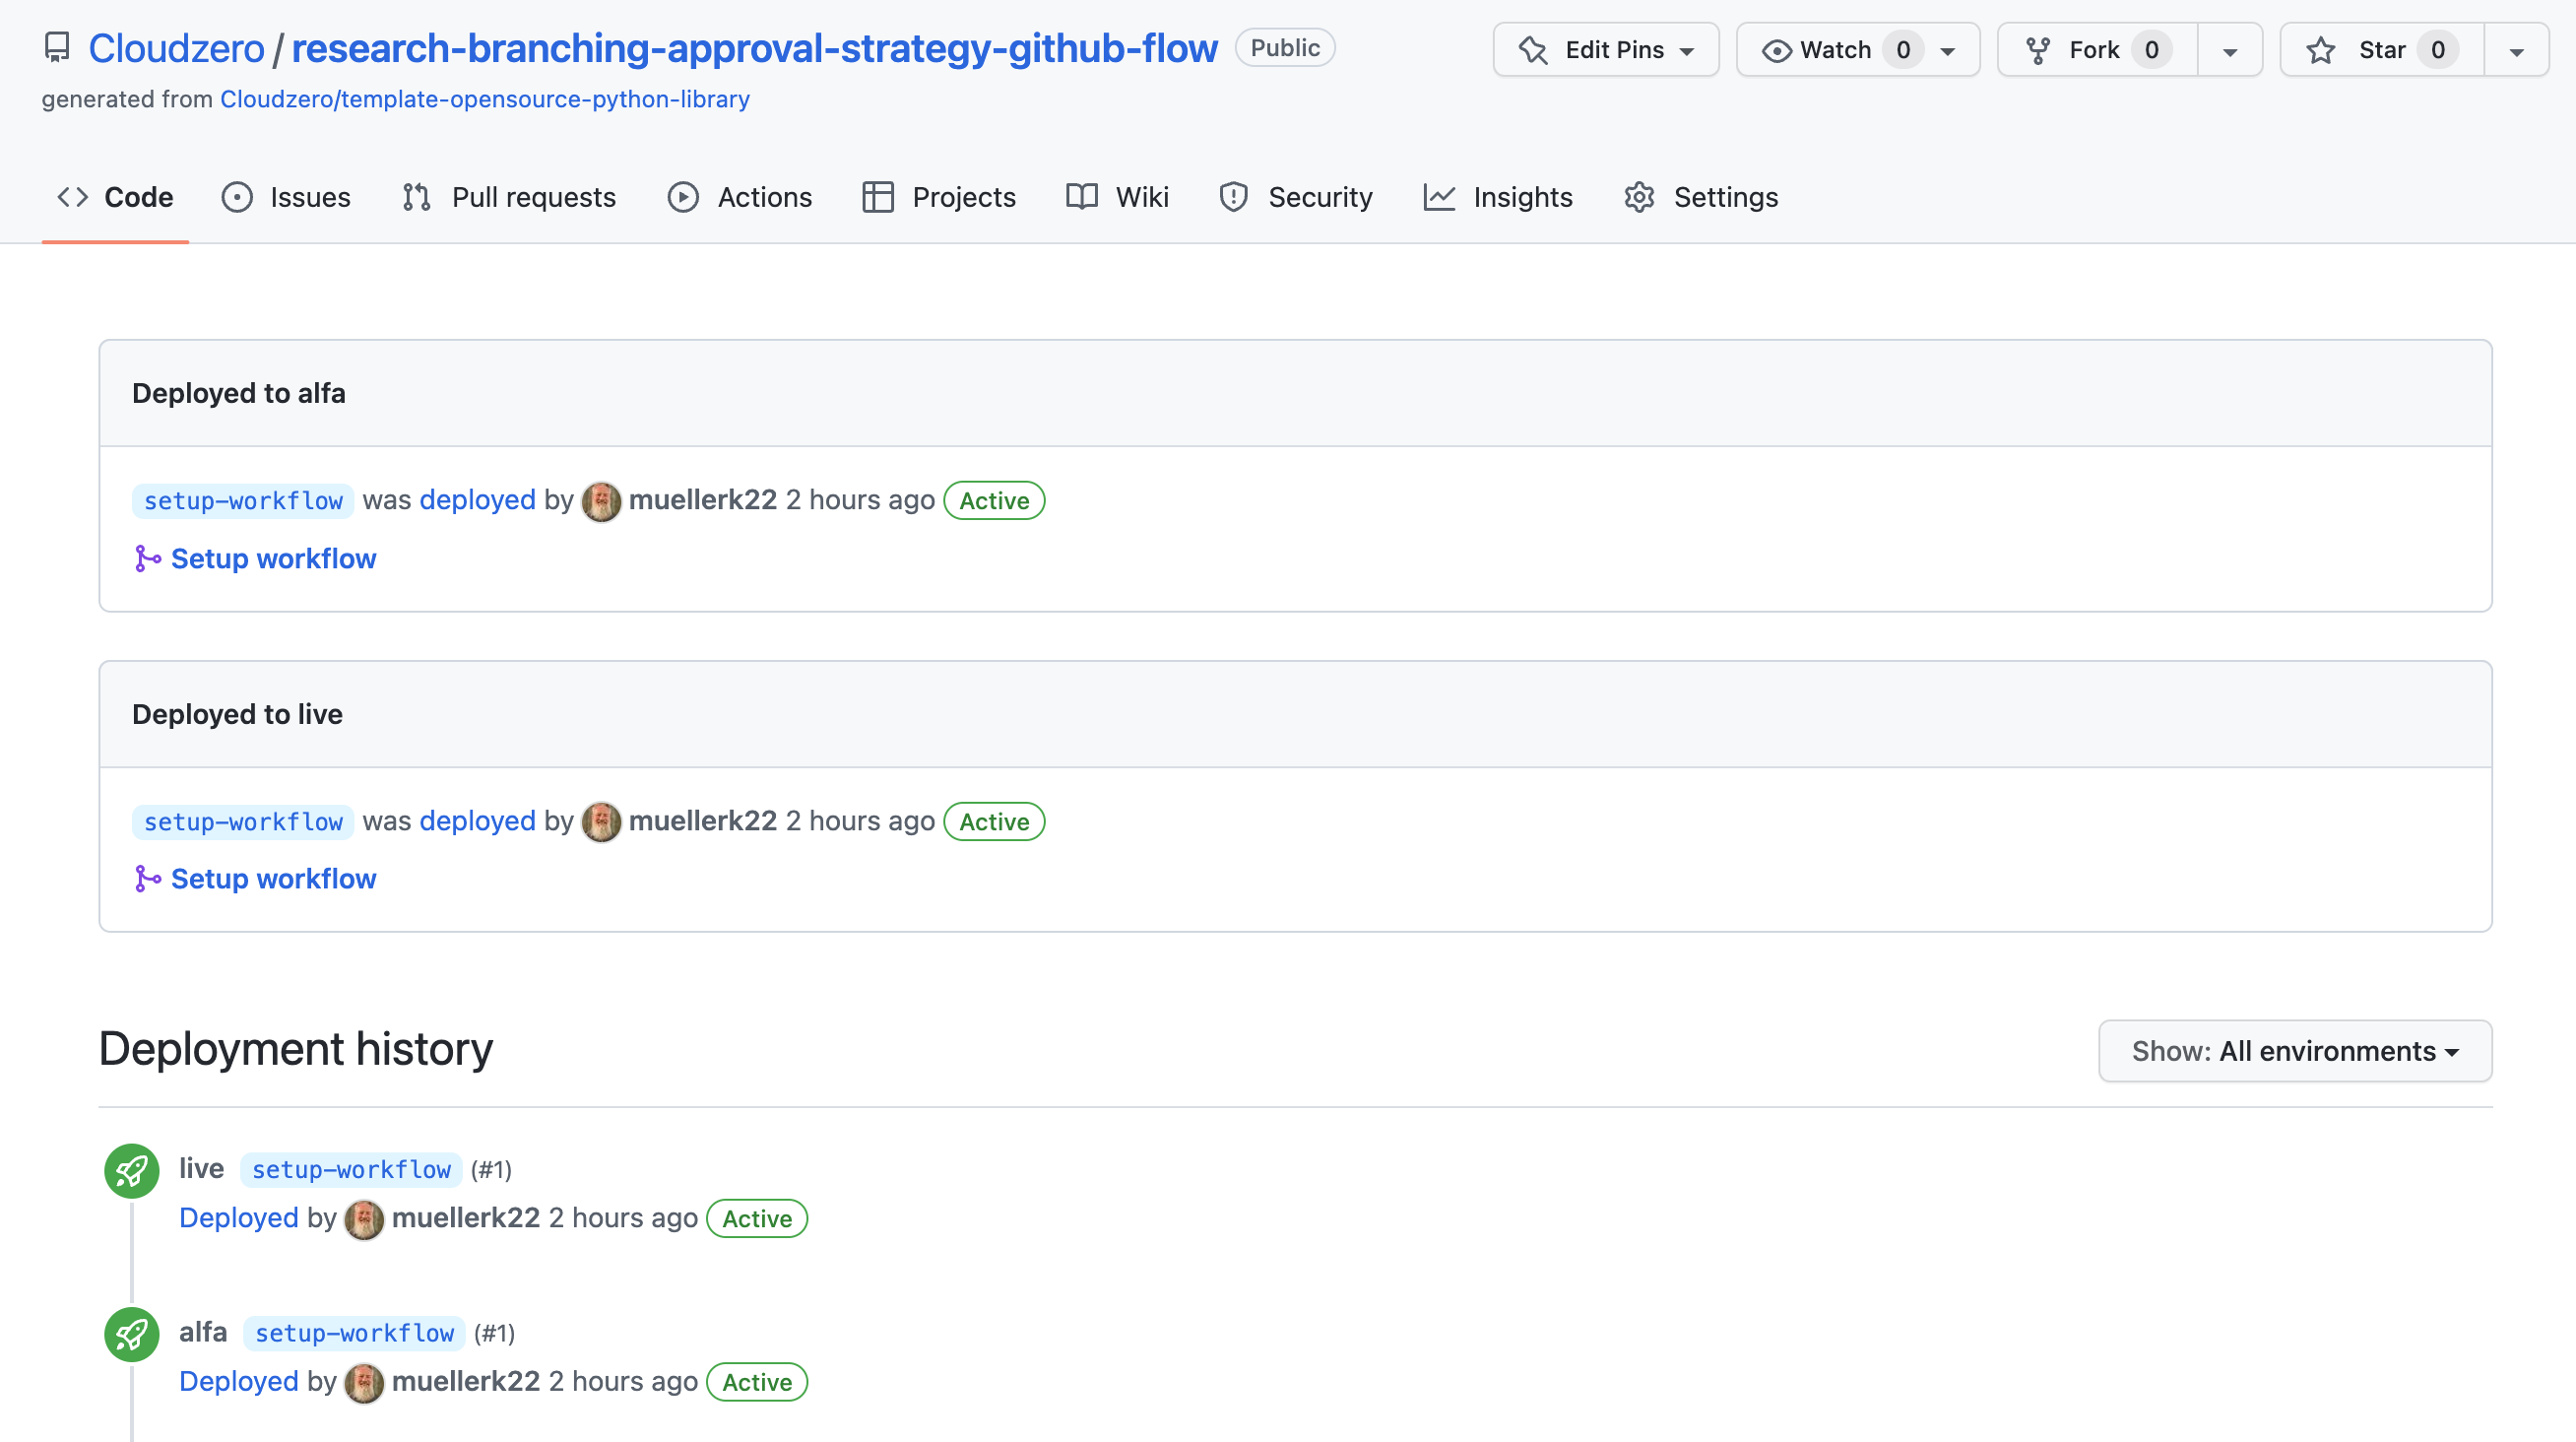 Cloudzero / research-branching-approval-strategy-github-flow Public Edit Pins Watch 0 Fork 0 Star 0
generated from Cloudzero/template-opensource-python-library
Code Issues Pull requests Actions Projects Wiki Security Insights Settings
Deployed to alfa
setup-workflow was deployed by muellerk22 2 hours ago Active
Setup workflow
Deployed to live
setup-workflow was deployed by muellerk22 2 hours ago Active
Setup workflow
Deployment history Show: All environments
live setup-workflow (#1)
Deployed by muellerk22 2 hours ago Active
alfa setup-workflow (#1)
Deployed by muellerk22 2 hours ago Active